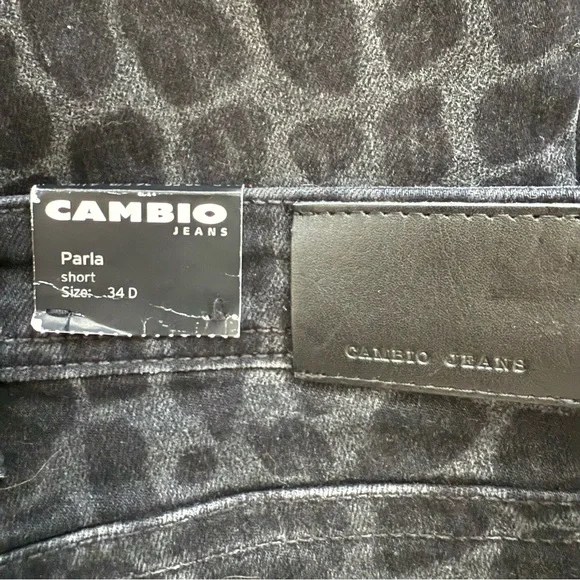 CAMBIO
JEANS
Parla
short
Size: 34 D
CAMBIO JEANS